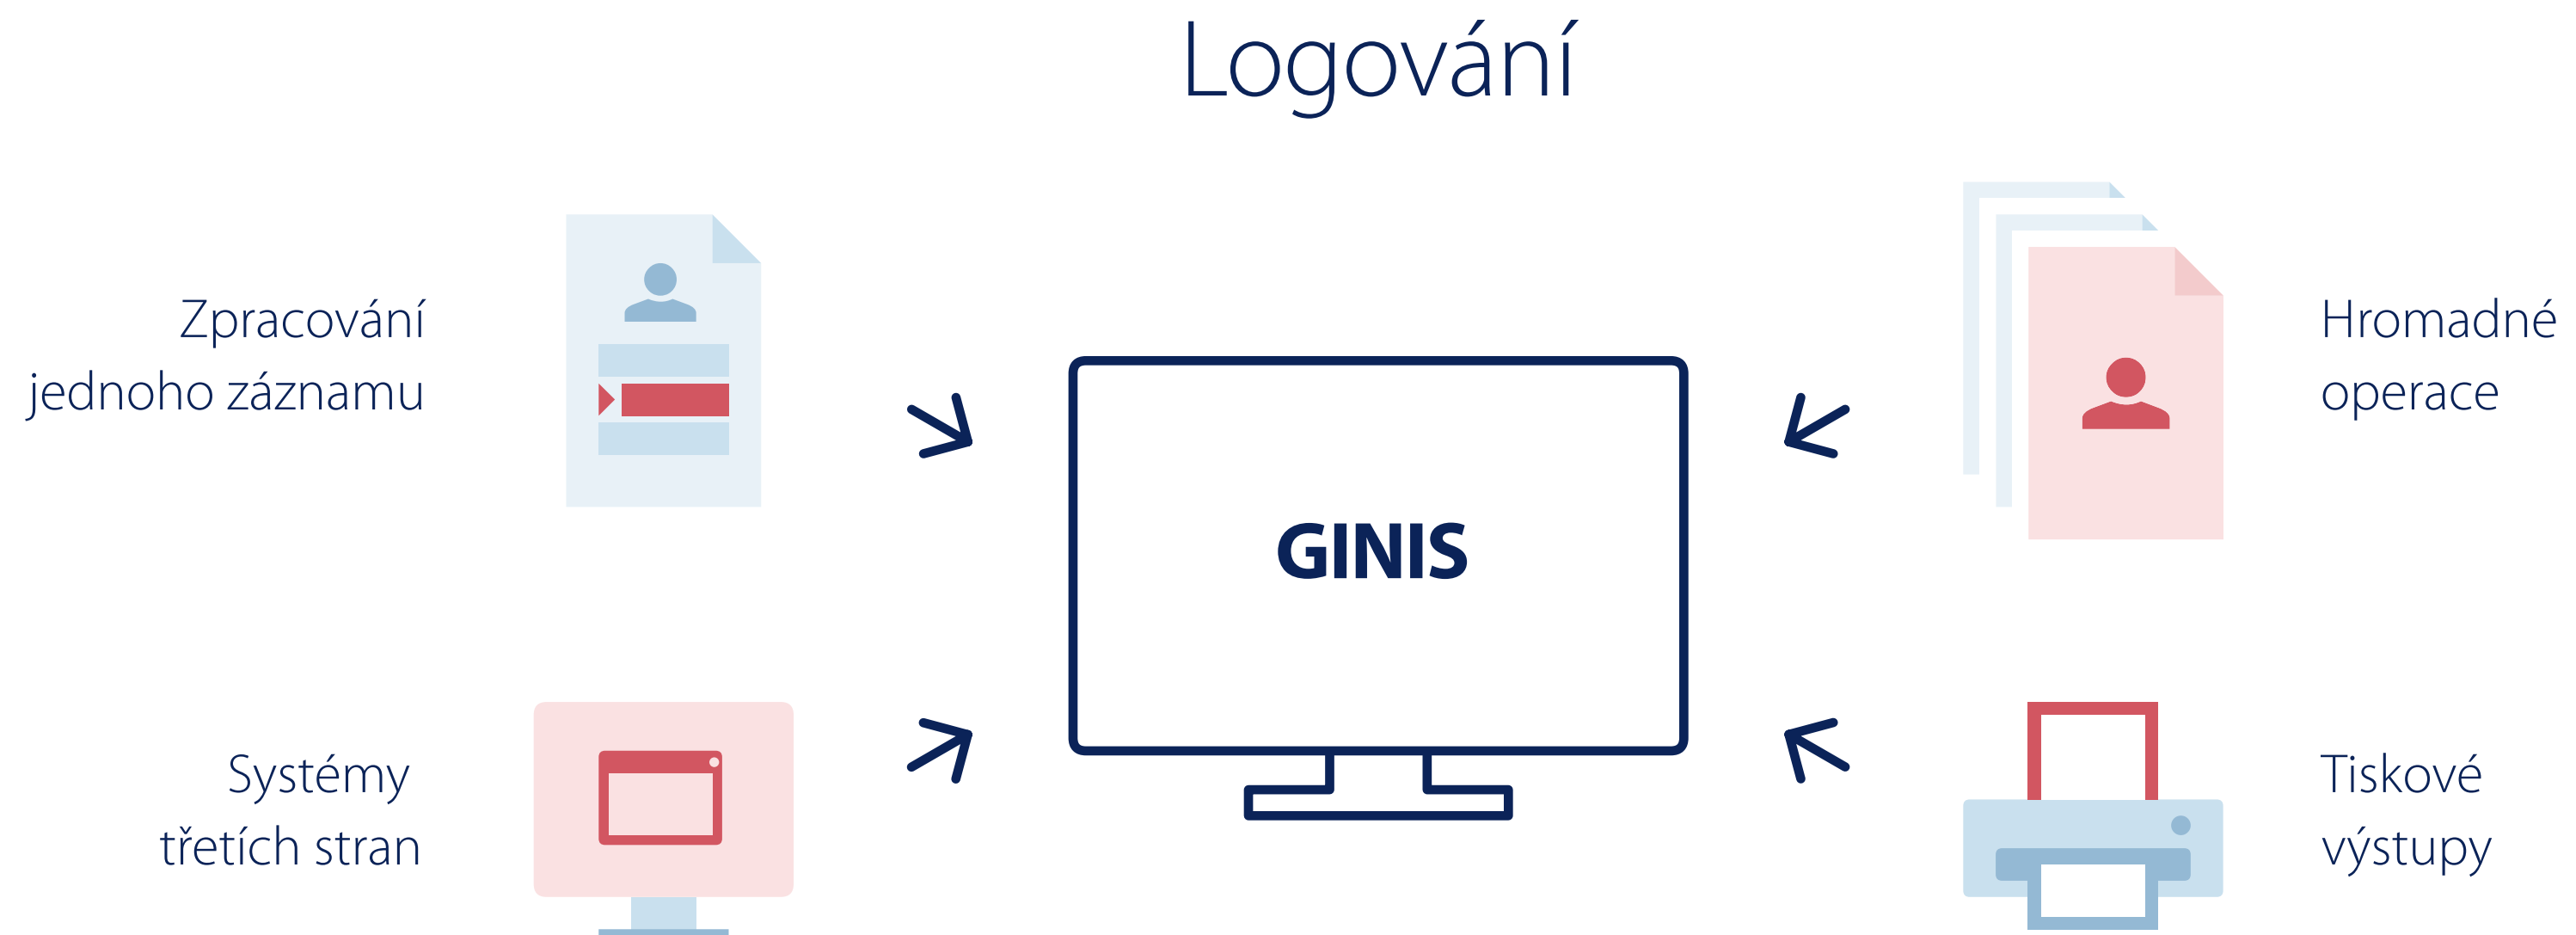 Logování
Zpracování
jednoho záznamu
Hromadné
operace
GINIS
Systémy
třetích stran
Tiskové
výstupy